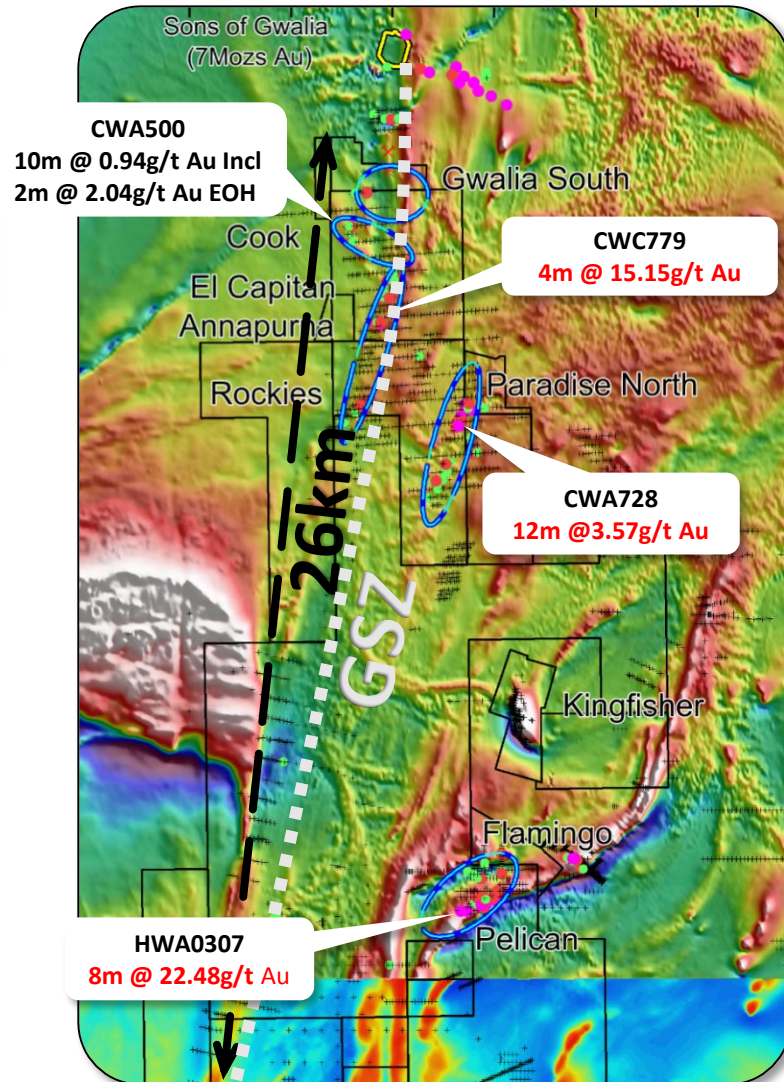 Sons of Gwalia
(7Mozs Au)
CWA500
10m @ 0.94g/t Au Incl
2m @ 2.04g/t Au EOH
Gwalia South
Cook
CWC779
4m @ 15.15g/t Au
El Capitan
Annapurna
Rockies
Paradise North
CWA728
12m @3.57g/t Au
26km
GSZ
Kingfisher
Flamingo
Pelican
HWA0307
8m @ 22.48g/t Au